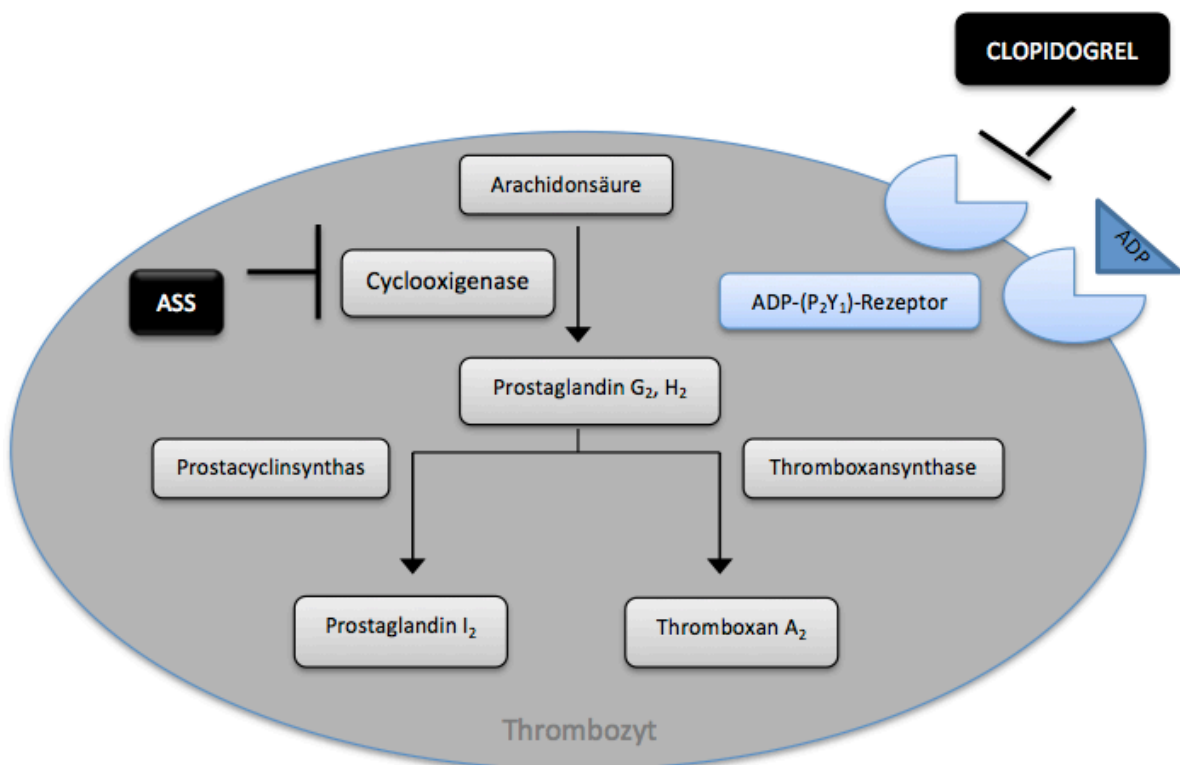 CLOPIDOGREL
Arachidonsäure
ADP
Cyclooxigenase
ASS
ADP-(P₂Y₁)-Rezeptor
Prostaglandin G₂, H₂
Prostacyclinsynthas
Thromboxansynthase
Prostaglandin I₂
Thromboxan A₂
Thrombozyt